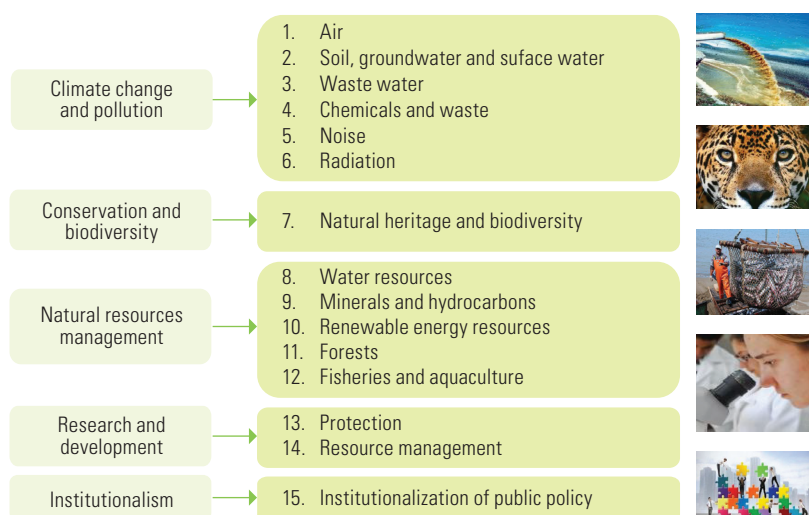 Climate change
and pollution
1. Air
2. Soil, groundwater and suface water
3. Waste water
4. Chemicals and waste
5. Noise
6. Radiation
Conservation and
biodiversity
7. Natural heritage and biodiversity
Natural resources
management
8. Water resources
9. Minerals and hydrocarbons
10. Renewable energy resources
11. Forests
12. Fisheries and aquaculture
Research and
development
13. Protection
14. Resource management
Institutionalism
15. Institutionalization of public policy